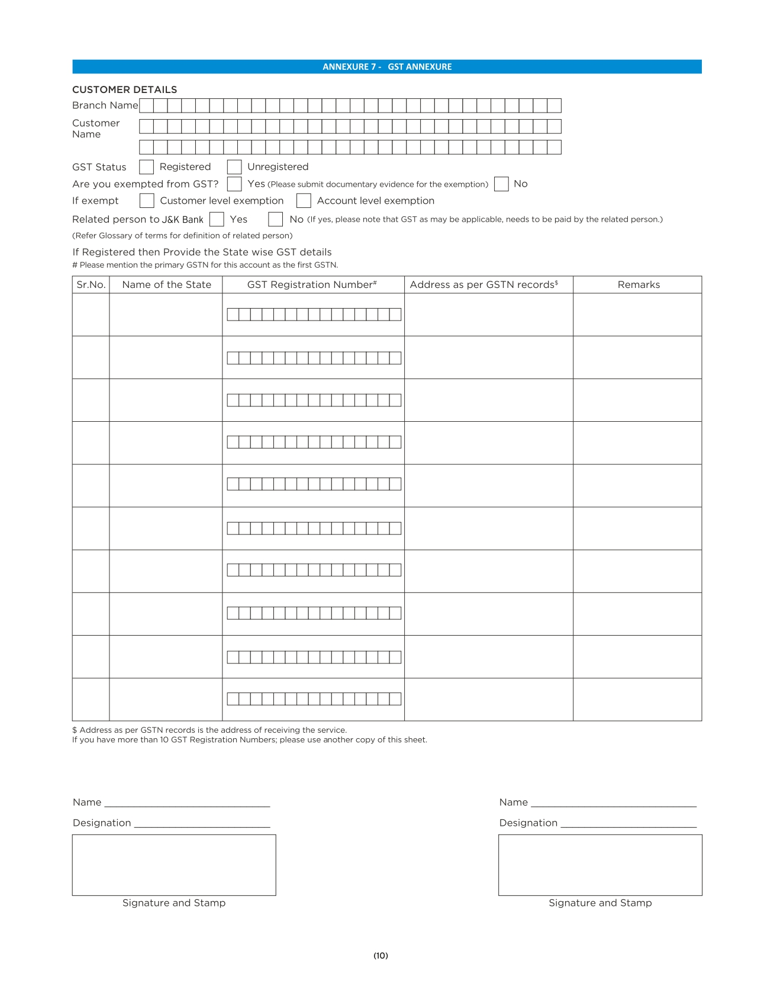 ANNEXURE 7 - GST ANNEXURE
CUSTOMER DETAILS
Branch Name
Customer
Name
GST Status Registered Unregistered
Are you exempted from GST? Yes (Please submit documentary evidence for the exemption) No
If exempt Customer level exemption Account level exemption
Related person to J&K Bank Yes No (If yes, please note that GST as may be applicable, needs to be paid by the related person.)
(Refer Glossary of terms for definition of related person)
If Registered then Provide the State wise GST details
# Please mention the primary GSTN for this account as the first GSTN.
Sr.No. Name of the State GST Registration Number# Address as per GSTN records$ Remarks
$ Address as per GSTN records is the address of receiving the service.
If you have more than 10 GST Registration Numbers; please use another copy of this sheet.
Name Name
Designation Designation
Signature and Stamp Signature and Stamp
(10)